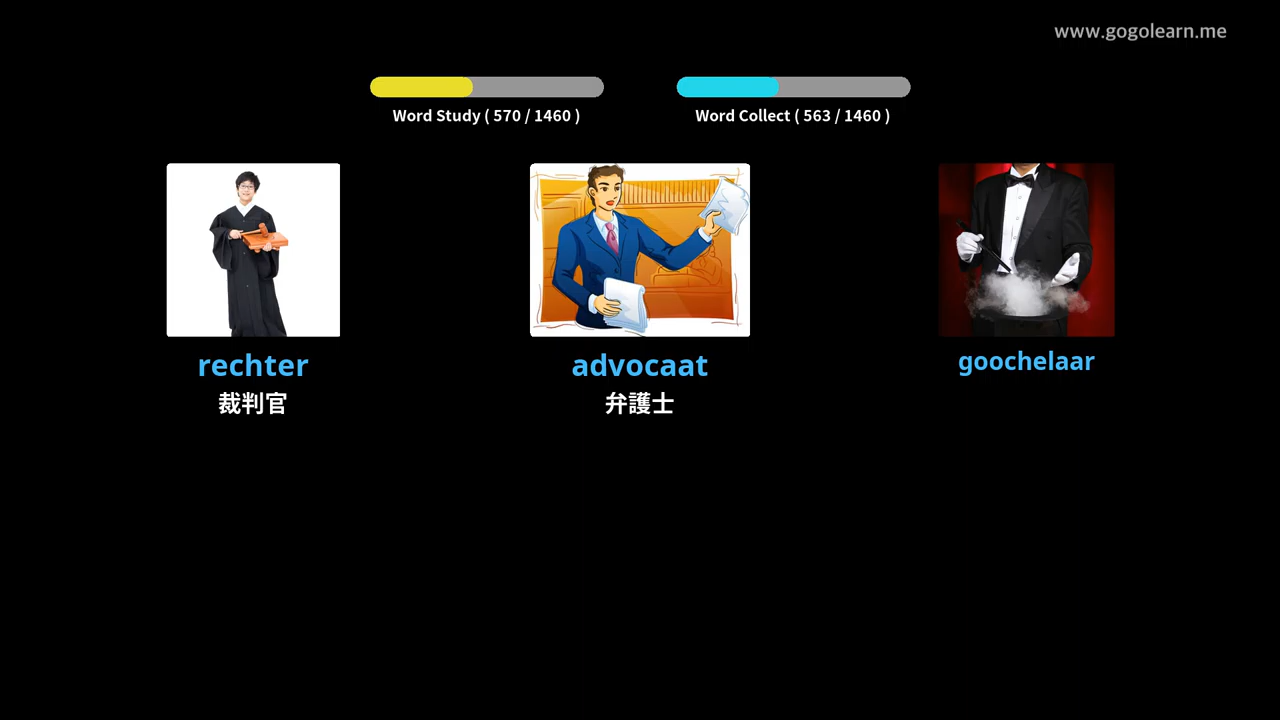 www.gogolearn.me
Word Study ( 570 / 1460 )
Word Collect ( 563 / 1460 )
rechter
裁判官
advocaat
弁護士
goochelaar